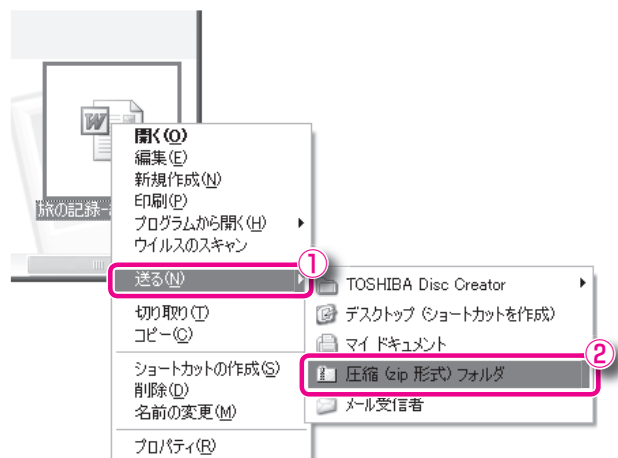 W
旅の記録-
開く(O)
編集(E)
新規作成(N)
印刷(P)
プログラムから開く(H)
ウイルスのスキャン
送る(N)
①
切り取り(T)
コピー(C)
ショートカットの作成(S)
削除(D)
名前の変更(M)
プロパティ(R)
TOSHIBA Disc Creator
デスクトップ (ショートカットを作成)
マイ ドキュメント
②
圧縮 (zip 形式) フォルダ
メール受信者